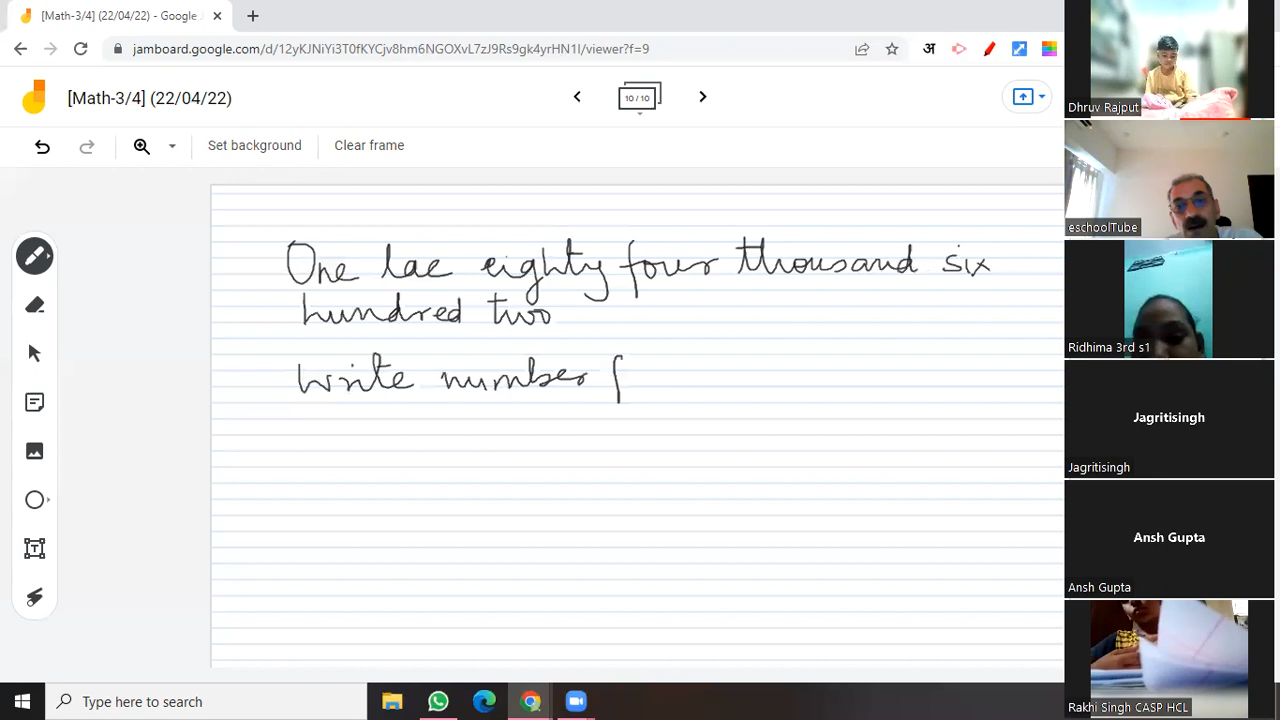 [Math-3/4] (22/04/22) - Google
jamboard.google.com/d/12yKJNiYi3T0KYCjv8hm6NGOXvL7zJ9Rs9gk4yrHN1I/viewer?f=9
अ
[Math-3/4] (22/04/22)
10 / 10
Set background
Clear frame
One lac eighty four thousand six
hundred two
Write number f
Dhruv Rajput
eschoolTube
Ridhima 3rd s1
Jagritisingh
Jagritisingh
Ansh Gupta
Ansh Gupta
Rakhi Singh CASP HCL
Type here to search